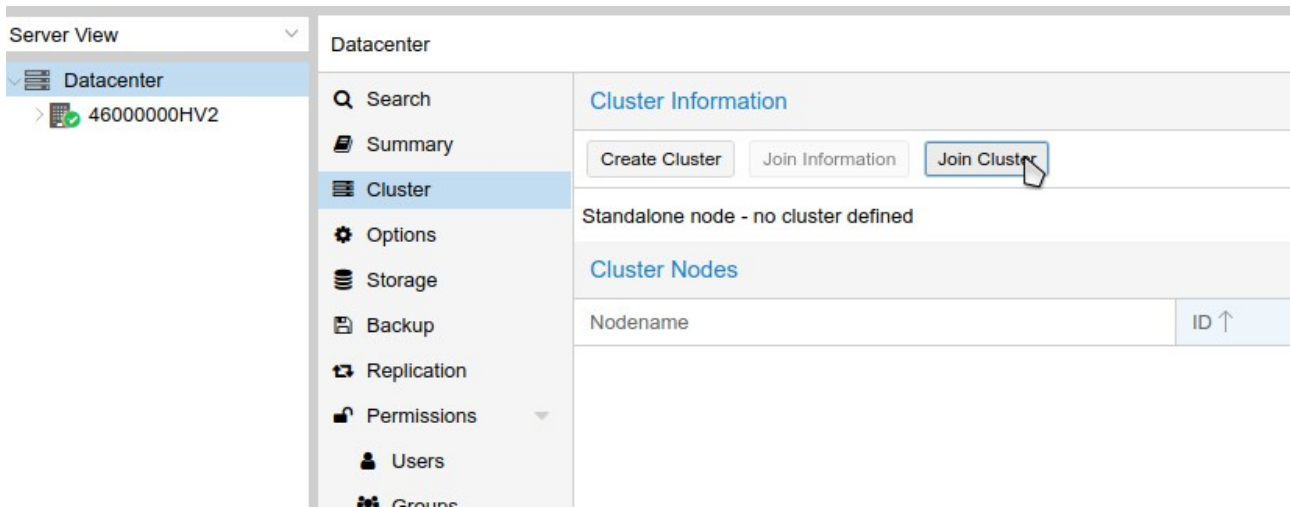 Server View
Datacenter
46000000HV2
Datacenter
Search
Summary
Cluster
Options
Storage
Backup
Replication
Permissions
Users
Groups
Cluster Information
Create Cluster
Join Information
Join Cluster
Standalone node - no cluster defined
Cluster Nodes
Nodename
ID